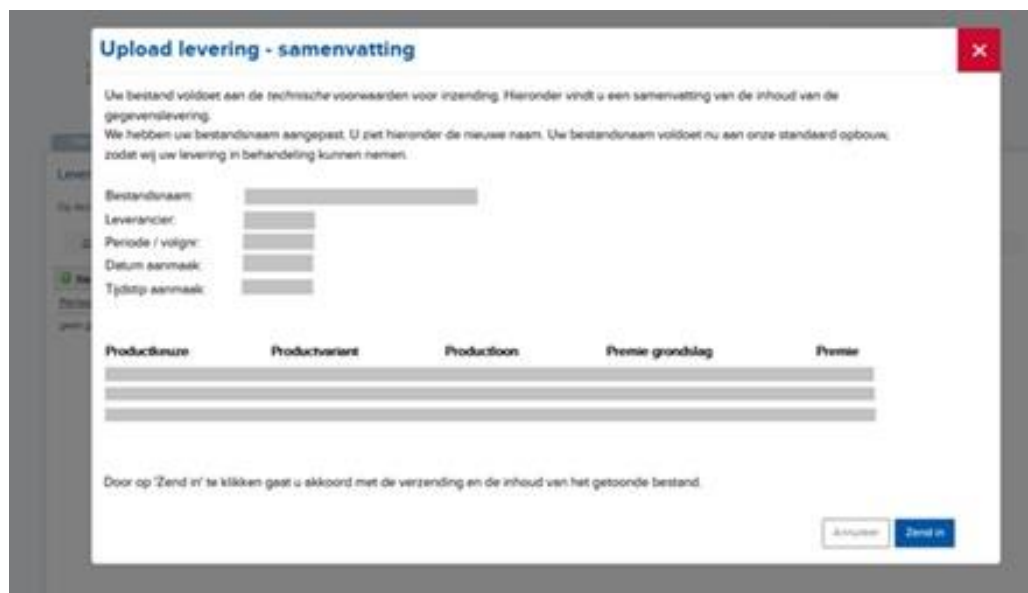 Upload levering - samenvatting
Uw bestand voldoet aan de technische voorwaarden voor inzending. Hieronder vindt u een samenvatting van de inhoud van de
gegevenslevering.
We hebben uw bestandsnaam aangepast. U ziet hieronder de nieuwe naam. Uw bestandsnaam voldoet nu aan onze standaard opbouw,
zodat wij uw levering in behandeling kunnen nemen.
Bestandsnaam:
Leverancier:
Periode / volgnr:
Datum aanmaak:
Tijdstip aanmaak:
Productkeuze Productvariant Productloon Premie grondslag Premie
Door op 'Zend in' te klikken gaat u akkoord met de verzending en de inhoud van het getoonde bestand.
Annuleer Zend in